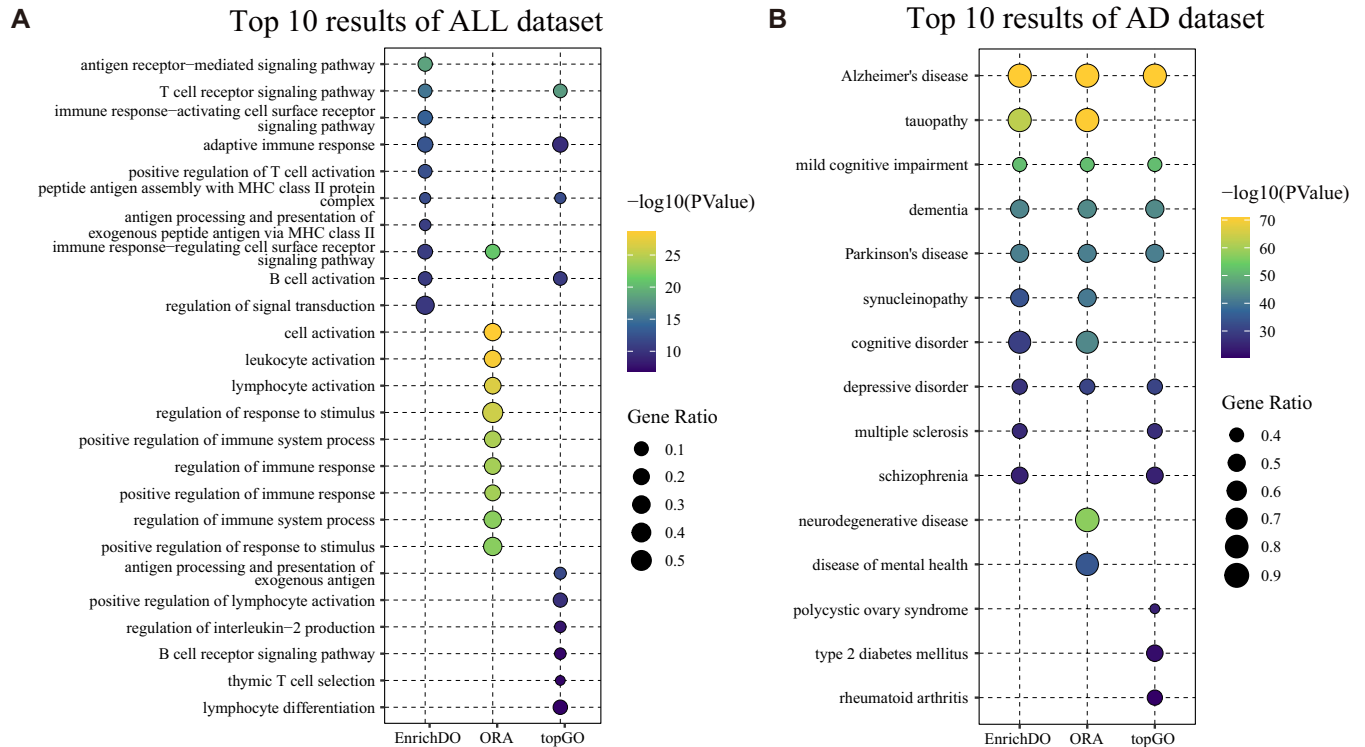 A
Top 10 results of ALL dataset
antigen receptor−mediated signaling pathway
T cell receptor signaling pathway
immune response−activating cell surface receptor
signaling pathway
adaptive immune response
positive regulation of T cell activation
peptide antigen assembly with MHC class II protein
complex
antigen processing and presentation of
exogenous peptide antigen via MHC class II
immune response−regulating cell surface receptor
signaling pathway
B cell activation
regulation of signal transduction
cell activation
leukocyte activation
lymphocyte activation
regulation of response to stimulus
positive regulation of immune system process
regulation of immune response
positive regulation of immune response
regulation of immune system process
positive regulation of response to stimulus
antigen processing and presentation of
exogenous antigen
positive regulation of lymphocyte activation
regulation of interleukin−2 production
B cell receptor signaling pathway
thymic T cell selection
lymphocyte differentiation
EnrichDO
ORA
topGO
−log10(PValue)
25
20
15
10
Gene Ratio
0.1
0.2
0.3
0.4
0.5
B
Top 10 results of AD dataset
Alzheimer's disease
tauopathy
mild cognitive impairment
dementia
Parkinson's disease
synucleinopathy
cognitive disorder
depressive disorder
multiple sclerosis
schizophrenia
neurodegenerative disease
disease of mental health
polycystic ovary syndrome
type 2 diabetes mellitus
rheumatoid arthritis
EnrichDO
ORA
topGO
−log10(PValue)
70
60
50
40
30
Gene Ratio
0.4
0.5
0.6
0.7
0.8
0.9